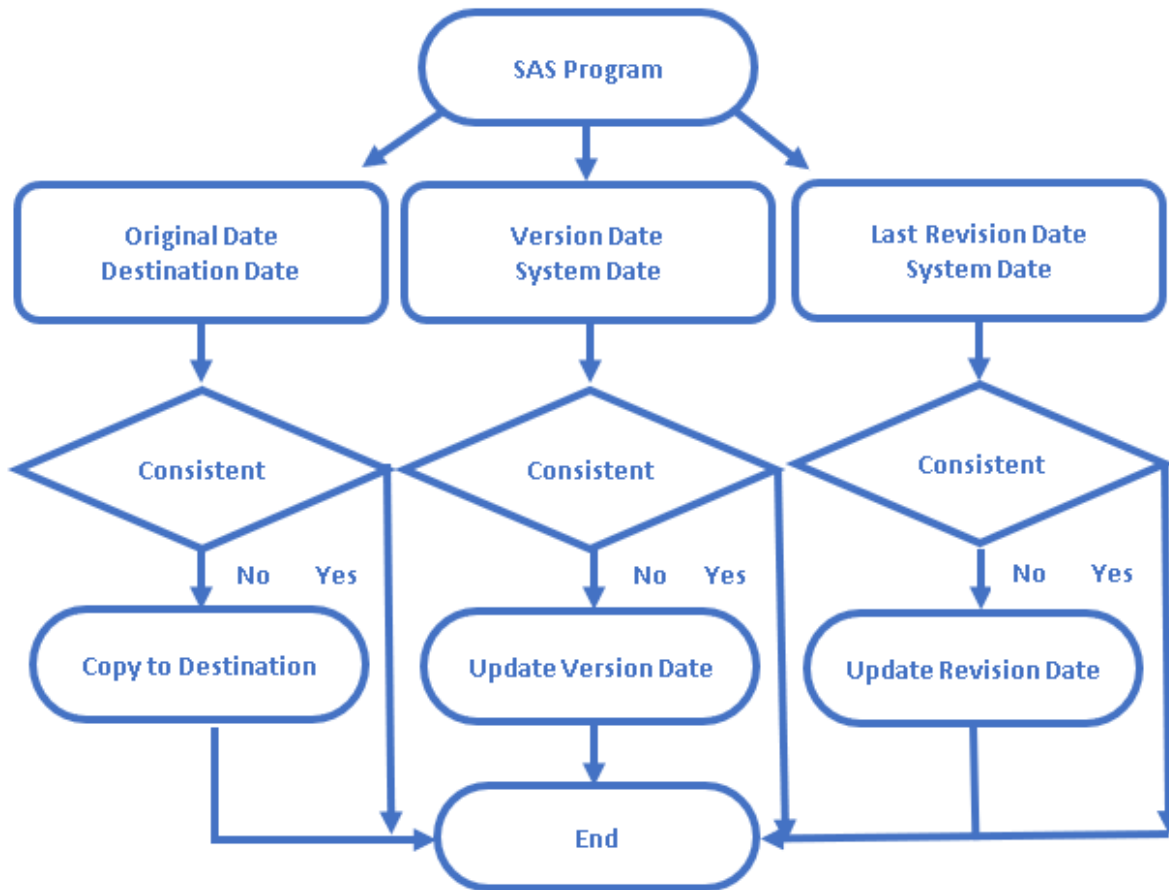 SAS Program
Original Date
Destination Date
Version Date
System Date
Last Revision Date
System Date
Consistent
Consistent
Consistent
No Yes
No Yes
No Yes
Copy to Destination
Update Version Date
Update Revision Date
End